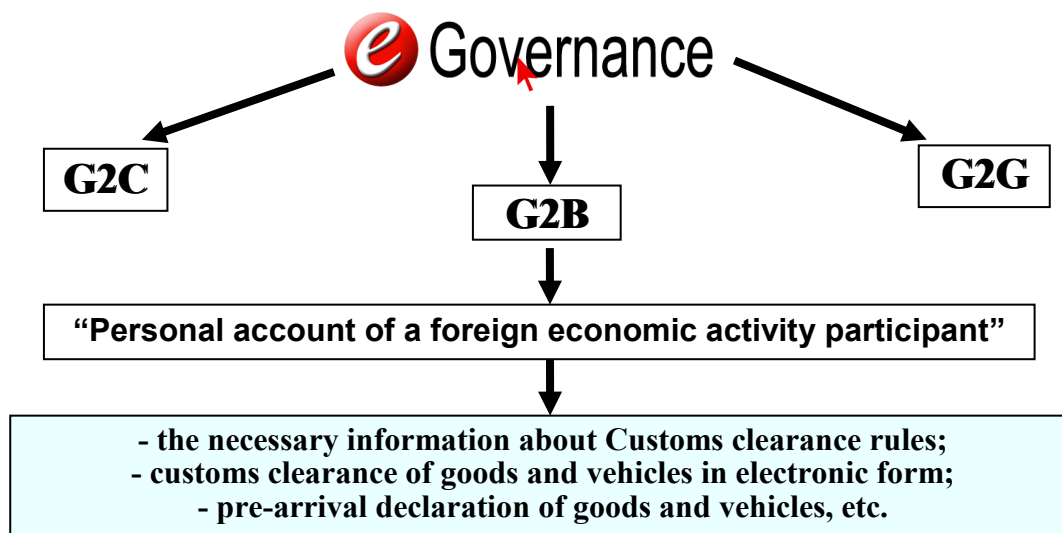 e Governance
G2C
G2G
G2B
“Personal account of a foreign economic activity participant”
- the necessary information about Customs clearance rules;
- customs clearance of goods and vehicles in electronic form;
- pre-arrival declaration of goods and vehicles, etc.